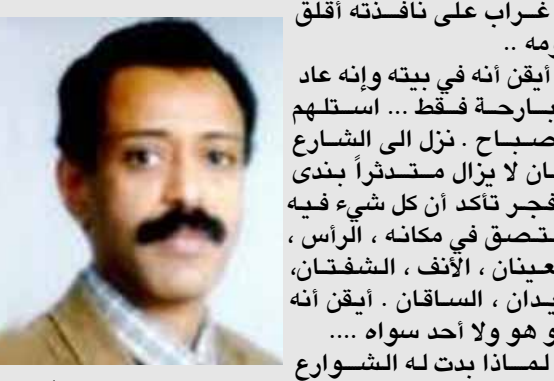 غراب على نافذته أقلق
ومه ..
أيقن أنه في بيته وإنه عاد
بارحة فقط ... استلهم
صباح . نزل الى الشارع
ان لا يزال متدثراً بندى
فجر تأكد أن كل شيء فيه
تصق في مكانه ، الرأس ،
عينان ، الأنف ، الشفتان،
يدان ، الساقان . أيقن أنه
و هو ولا أحد سواه ....
لماذا بدت له الشوارع